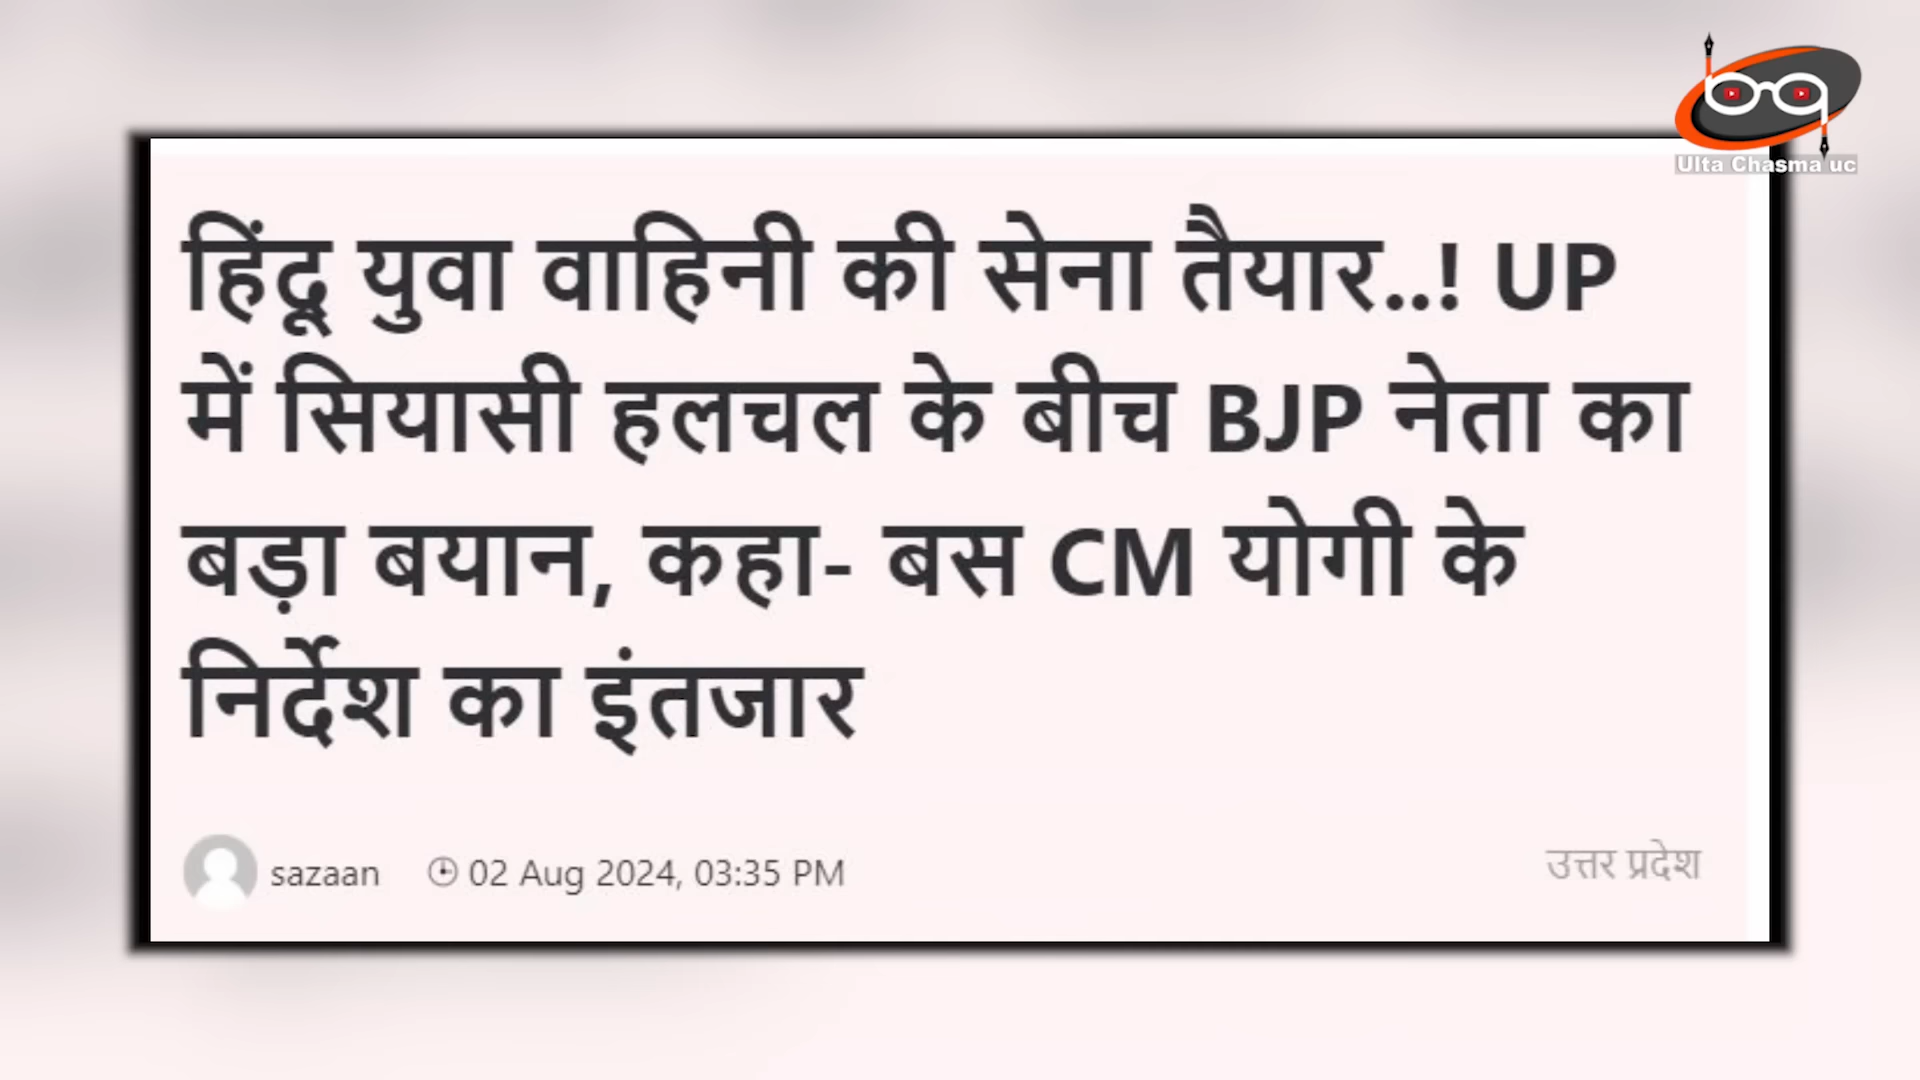 Ulta Chasma uc
हिंदू युवा वाहिनी की सेना तैयार..! UP
में सियासी हलचल के बीच BJP नेता का
बड़ा बयान, कहा- बस CM योगी के
निर्देश का इंतजार
sazaan 02 Aug 2024, 03:35 PM
उत्तर प्रदेश